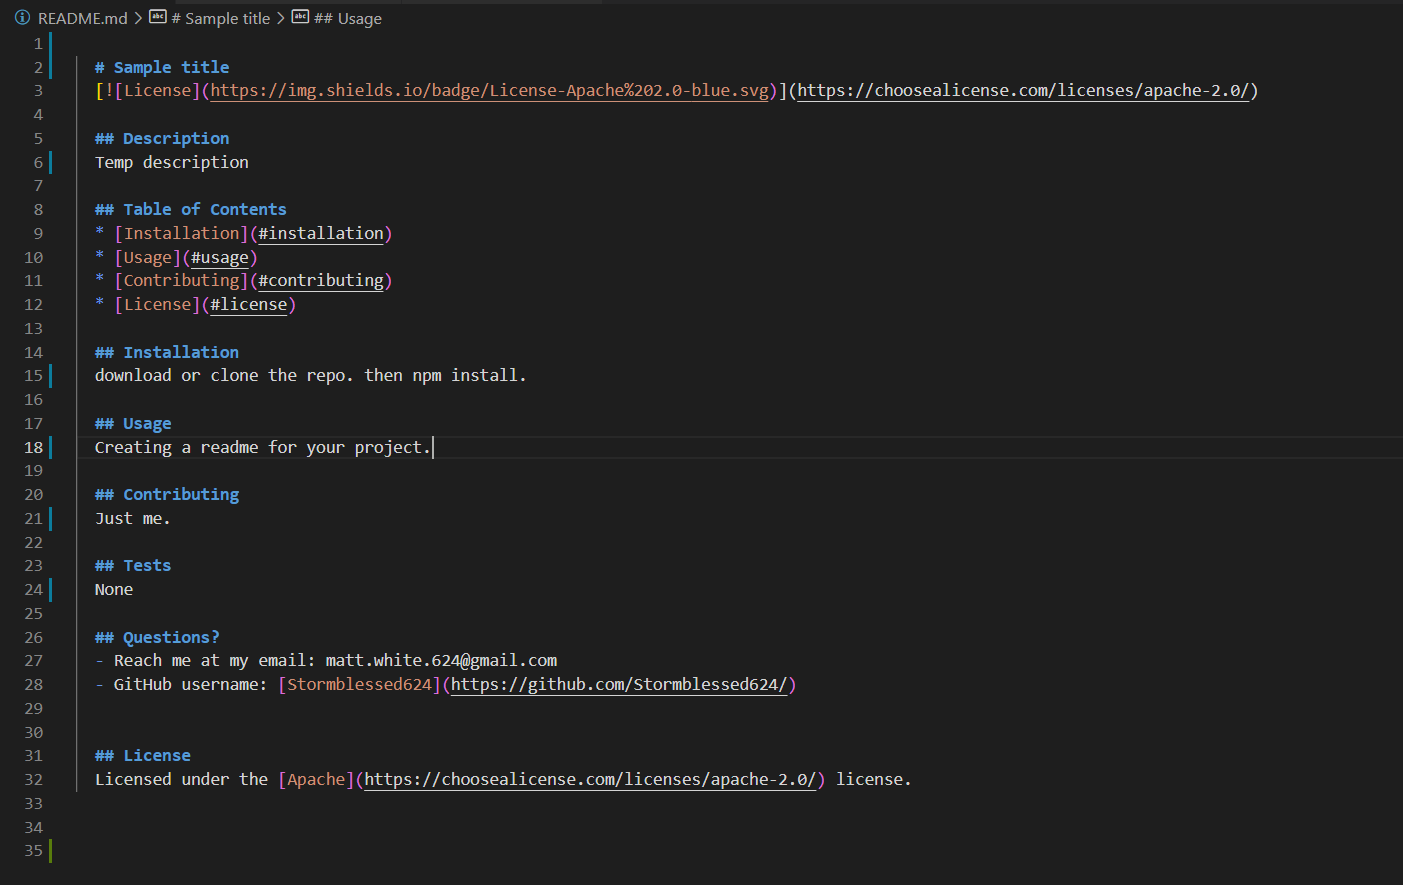 README.md > # Sample title > ## Usage
1
2 # Sample title
3 [![License](https://img.shields.io/badge/License-Apache%202.0-blue.svg)](https://choosealicense.com/licenses/apache-2.0/)
4
5 ## Description
6 Temp description
7
8 ## Table of Contents
9 * [Installation](#installation)
10 * [Usage](#usage)
11 * [Contributing](#contributing)
12 * [License](#license)
13
14 ## Installation
15 download or clone the repo. then npm install.
16
17 ## Usage
18 Creating a readme for your project.
19
20 ## Contributing
21 Just me.
22
23 ## Tests
24 None
25
26 ## Questions?
27 - Reach me at my email: matt.white.624@gmail.com
28 - GitHub username: [Stormblessed624](https://github.com/Stormblessed624/)
29
30
31 ## License
32 Licensed under the [Apache](https://choosealicense.com/licenses/apache-2.0/) license.
33
34
35